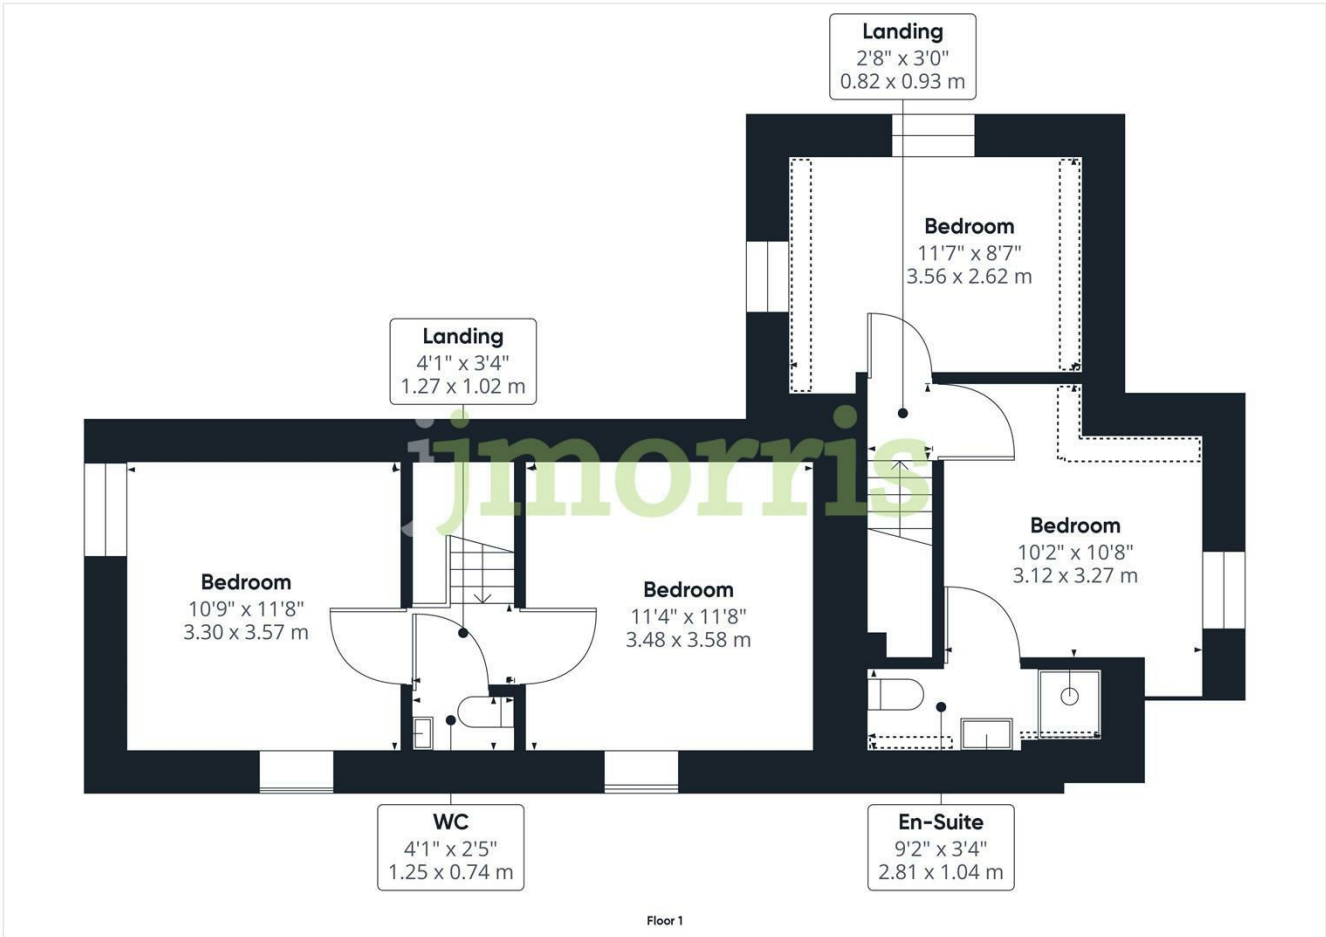 Landing
2'8" x 3'0"
0.82 x 0.93 m
Bedroom
11'7" x 8'7"
3.56 x 2.62 m
Landing
4'1" x 3'4"
1.27 x 1.02 m
jjmorris
Bedroom
10'2" x 10'8"
3.12 x 3.27 m
Bedroom
10'9" x 11'8"
3.30 x 3.57 m
Bedroom
11'4" x 11'8"
3.48 x 3.58 m
WC
4'1" x 2'5"
1.25 x 0.74 m
En-Suite
9'2" x 3'4"
2.81 x 1.04 m
Floor 1